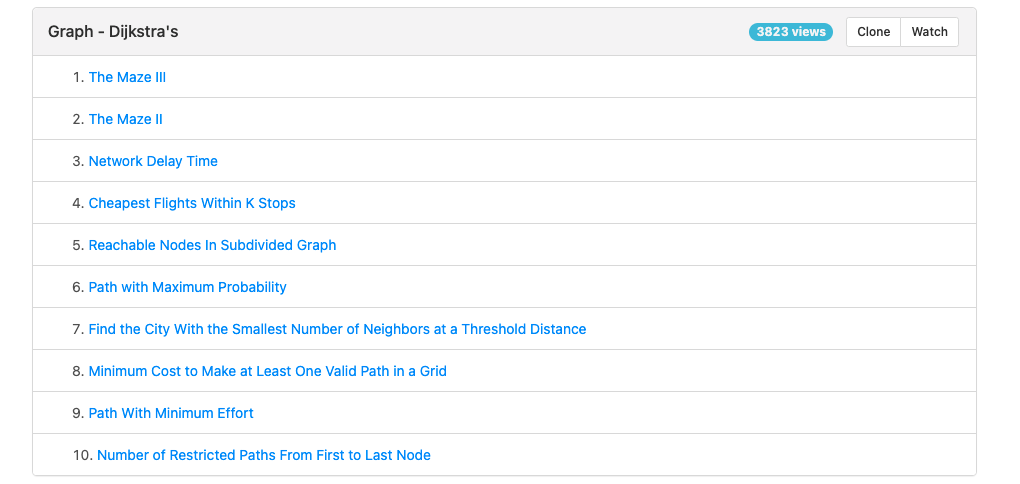 Graph - Dijkstra's 3823 views Clone Watch
1. The Maze III
2. The Maze II
3. Network Delay Time
4. Cheapest Flights Within K Stops
5. Reachable Nodes In Subdivided Graph
6. Path with Maximum Probability
7. Find the City With the Smallest Number of Neighbors at a Threshold Distance
8. Minimum Cost to Make at Least One Valid Path in a Grid
9. Path With Minimum Effort
10. Number of Restricted Paths From First to Last Node